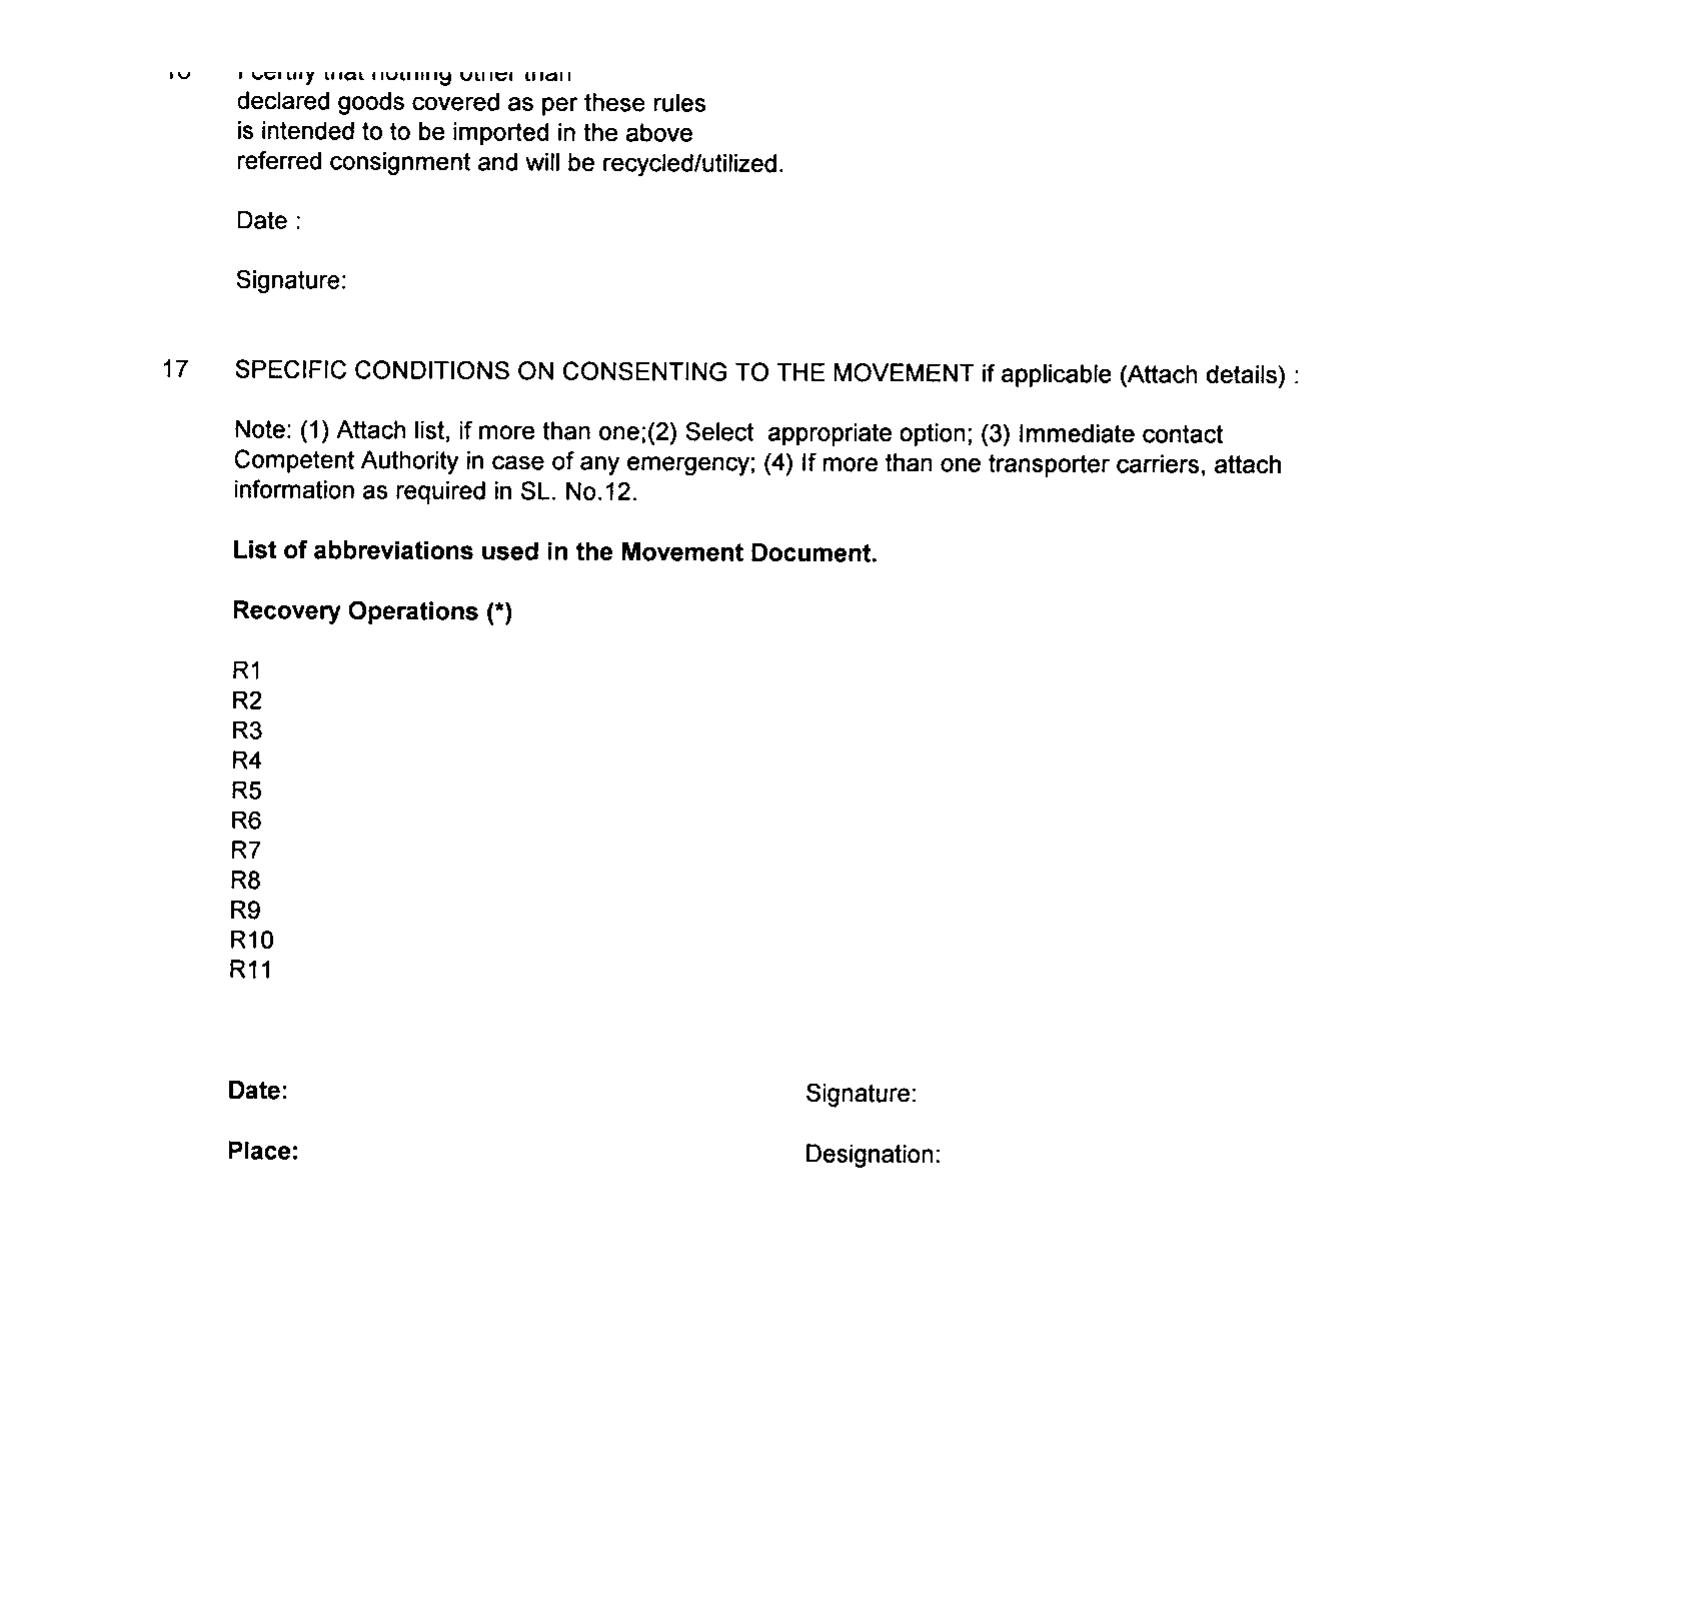 16 I certify that nothing other than
declared goods covered as per these rules
is intended to to be imported in the above
referred consignment and will be recycled/utilized.
Date :
Signature:
17 SPECIFIC CONDITIONS ON CONSENTING TO THE MOVEMENT if applicable (Attach details) :
Note: (1) Attach list, if more than one;(2) Select appropriate option; (3) Immediate contact
Competent Authority in case of any emergency; (4) If more than one transporter carriers, attach
information as required in SL. No.12.
List of abbreviations used in the Movement Document.
Recovery Operations (*)
R1
R2
R3
R4
R5
R6
R7
R8
R9
R10
R11
Date: Signature:
Place: Designation: